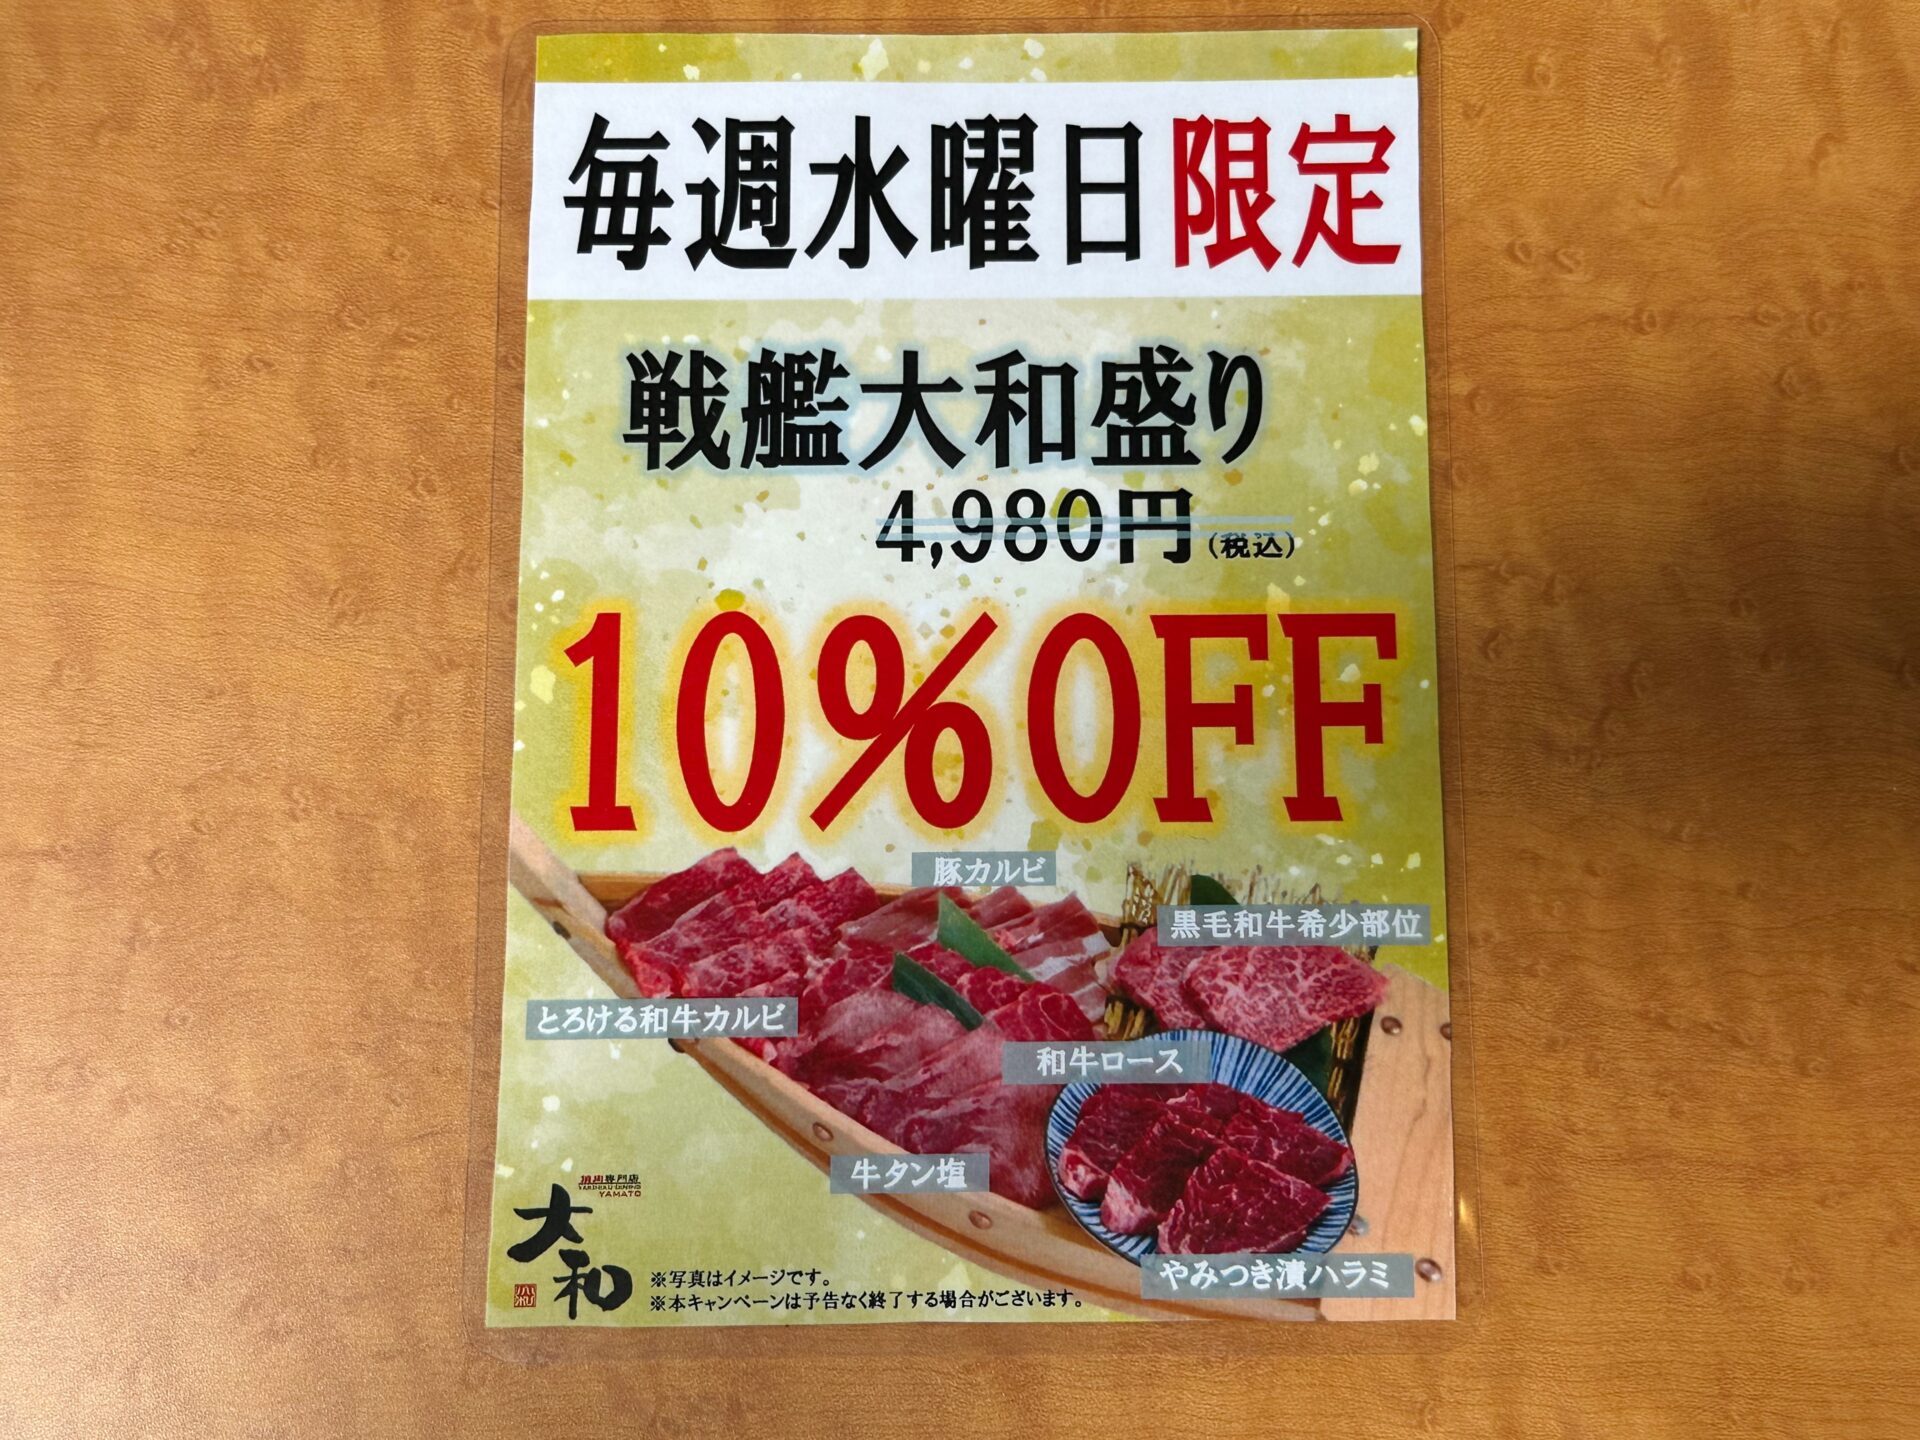 毎週水曜日限定
戦艦大和盛り
4,980円(税込)
10%OFF
豚カルビ
黒毛和牛希少部位
とろける和牛カルビ
和牛ロース
牛タン塩
やみつき漬ハラミ
焼肉専門店
YAKINIKU DINING
YAMATO
大和
※写真はイメージです。
※本キャンペーンは予告なく終了する場合がございます。